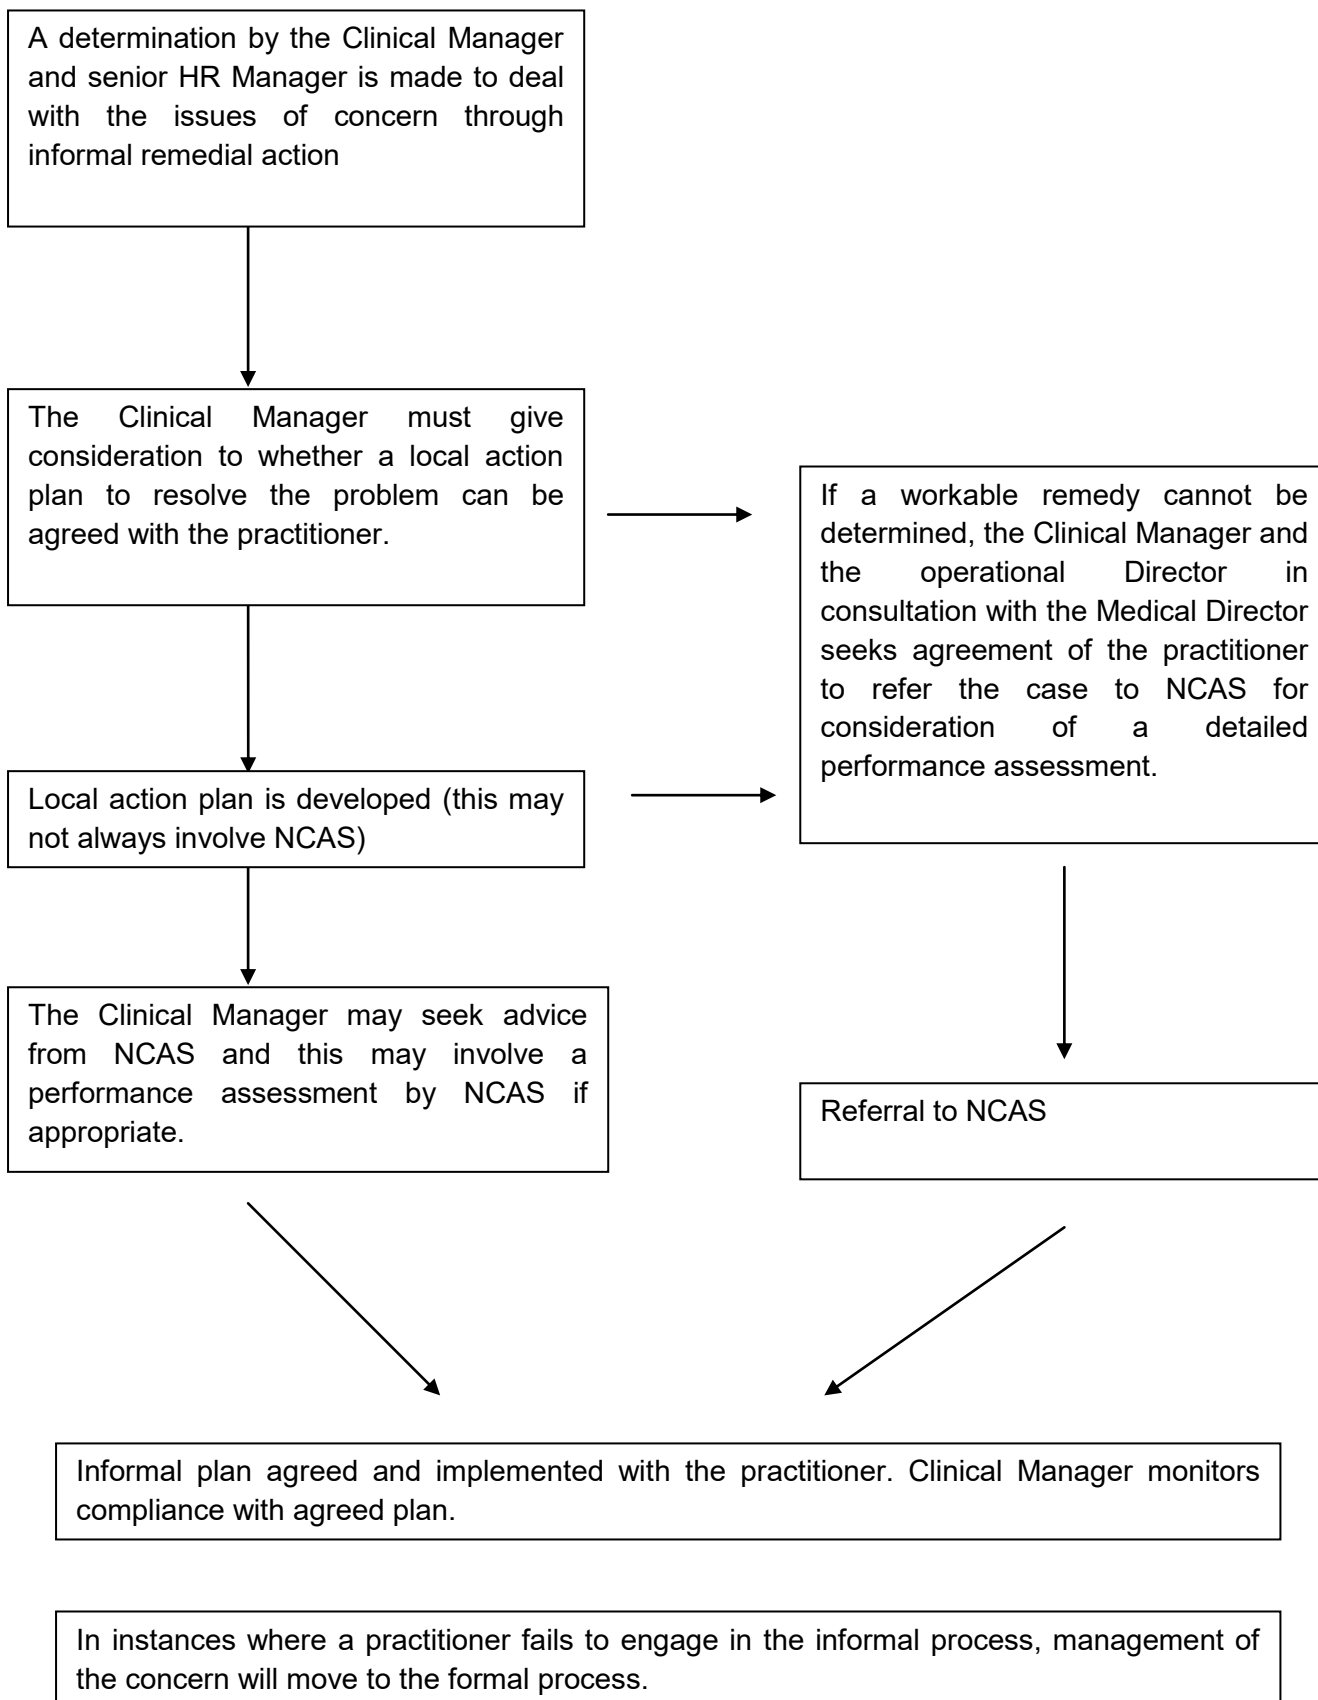 A determination by the Clinical Manager
and senior HR Manager is made to deal
with the issues of concern through
informal remedial action
The Clinical Manager must give
consideration to whether a local action
plan to resolve the problem can be
agreed with the practitioner.
If a workable remedy cannot be
determined, the Clinical Manager and
the operational Director in
consultation with the Medical Director
seeks agreement of the practitioner
to refer the case to NCAS for
consideration of a detailed
performance assessment.
Local action plan is developed (this may
not always involve NCAS)
The Clinical Manager may seek advice
from NCAS and this may involve a
performance assessment by NCAS if
appropriate.
Referral to NCAS
Informal plan agreed and implemented with the practitioner. Clinical Manager monitors
compliance with agreed plan.
In instances where a practitioner fails to engage in the informal process, management of
the concern will move to the formal process.